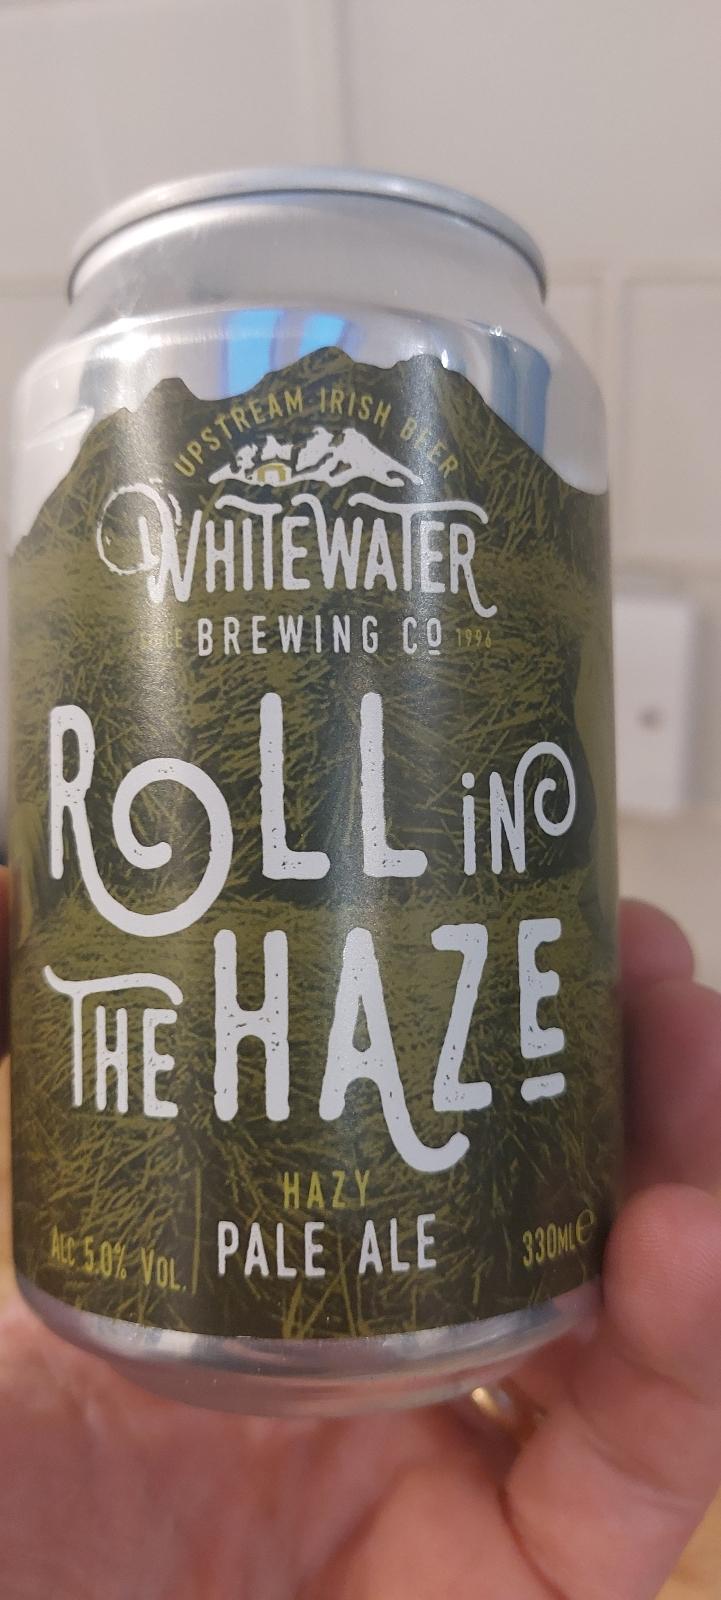 UPSTREAM IRISH BEER
WHITEWATER
SINCE BREWING CO 1996
ROLL IN
THE HAZE
HAZY
PALE ALE
ALC 5.0% VOL.
330ML ℮